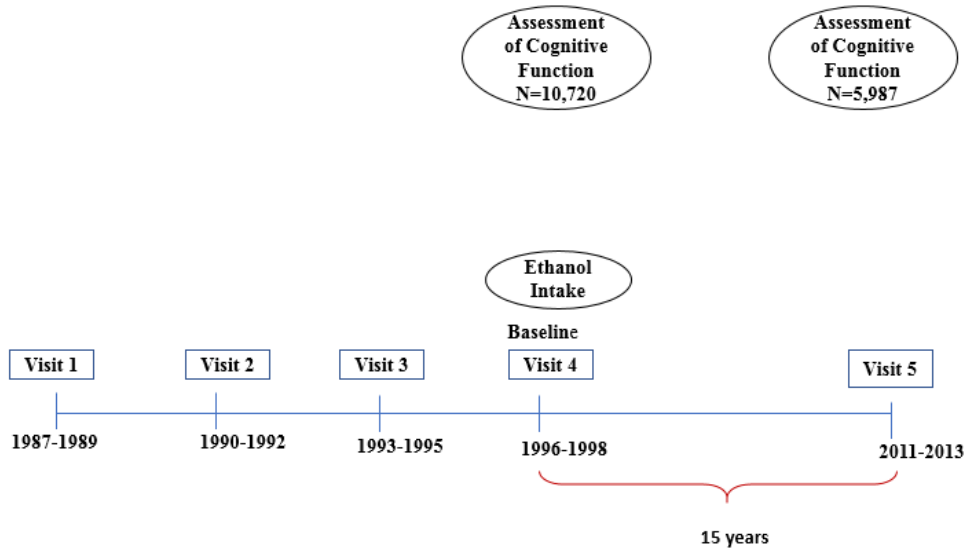 Assessment
of Cognitive
Function
N=10,720
Assessment
of Cognitive
Function
N=5,987
Ethanol
Intake
Baseline
Visit 1
Visit 2
Visit 3
Visit 4
Visit 5
1987-1989
1990-1992
1993-1995
1996-1998
2011-2013
15 years